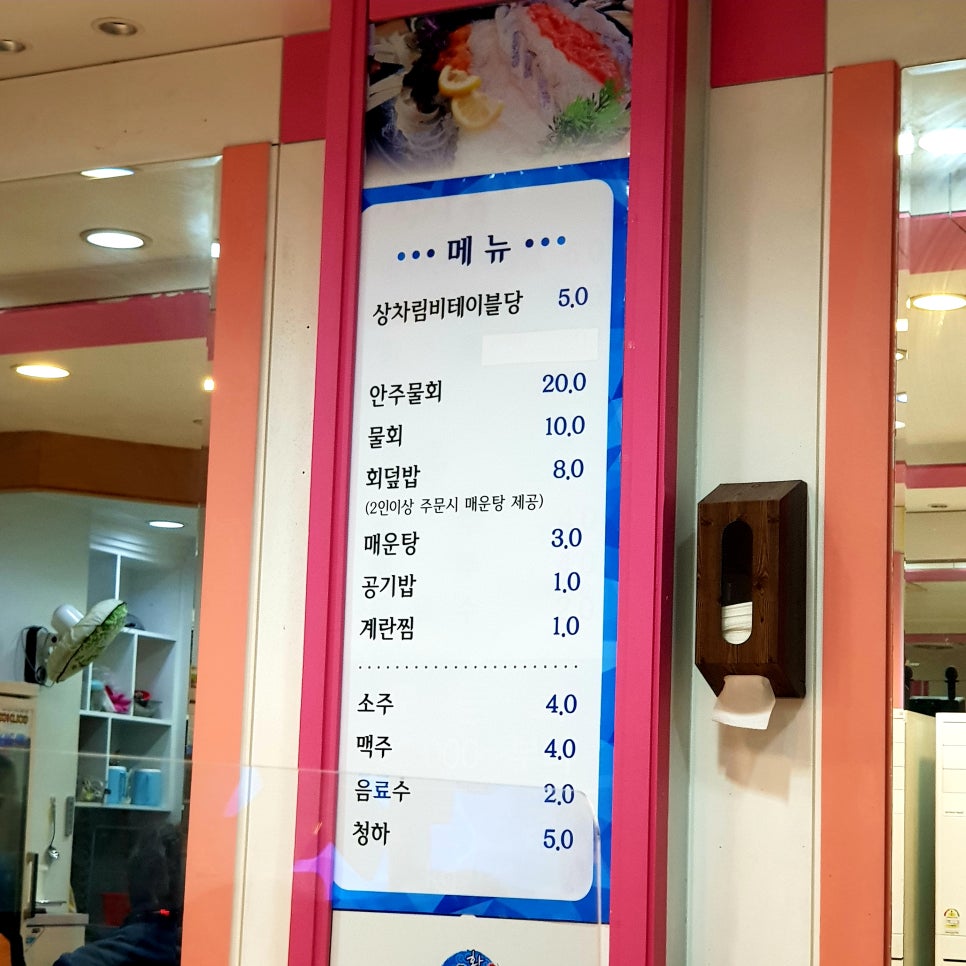 메뉴
상차림비테이블당 5.0
안주물회 20.0
물회 10.0
회덮밥 8.0
(2인이상 주문시 매운탕 제공)
매운탕 3.0
공기밥 1.0
계란찜 1.0
소주 4.0
맥주 4.0
음료수 2.0
청하 5.0
황